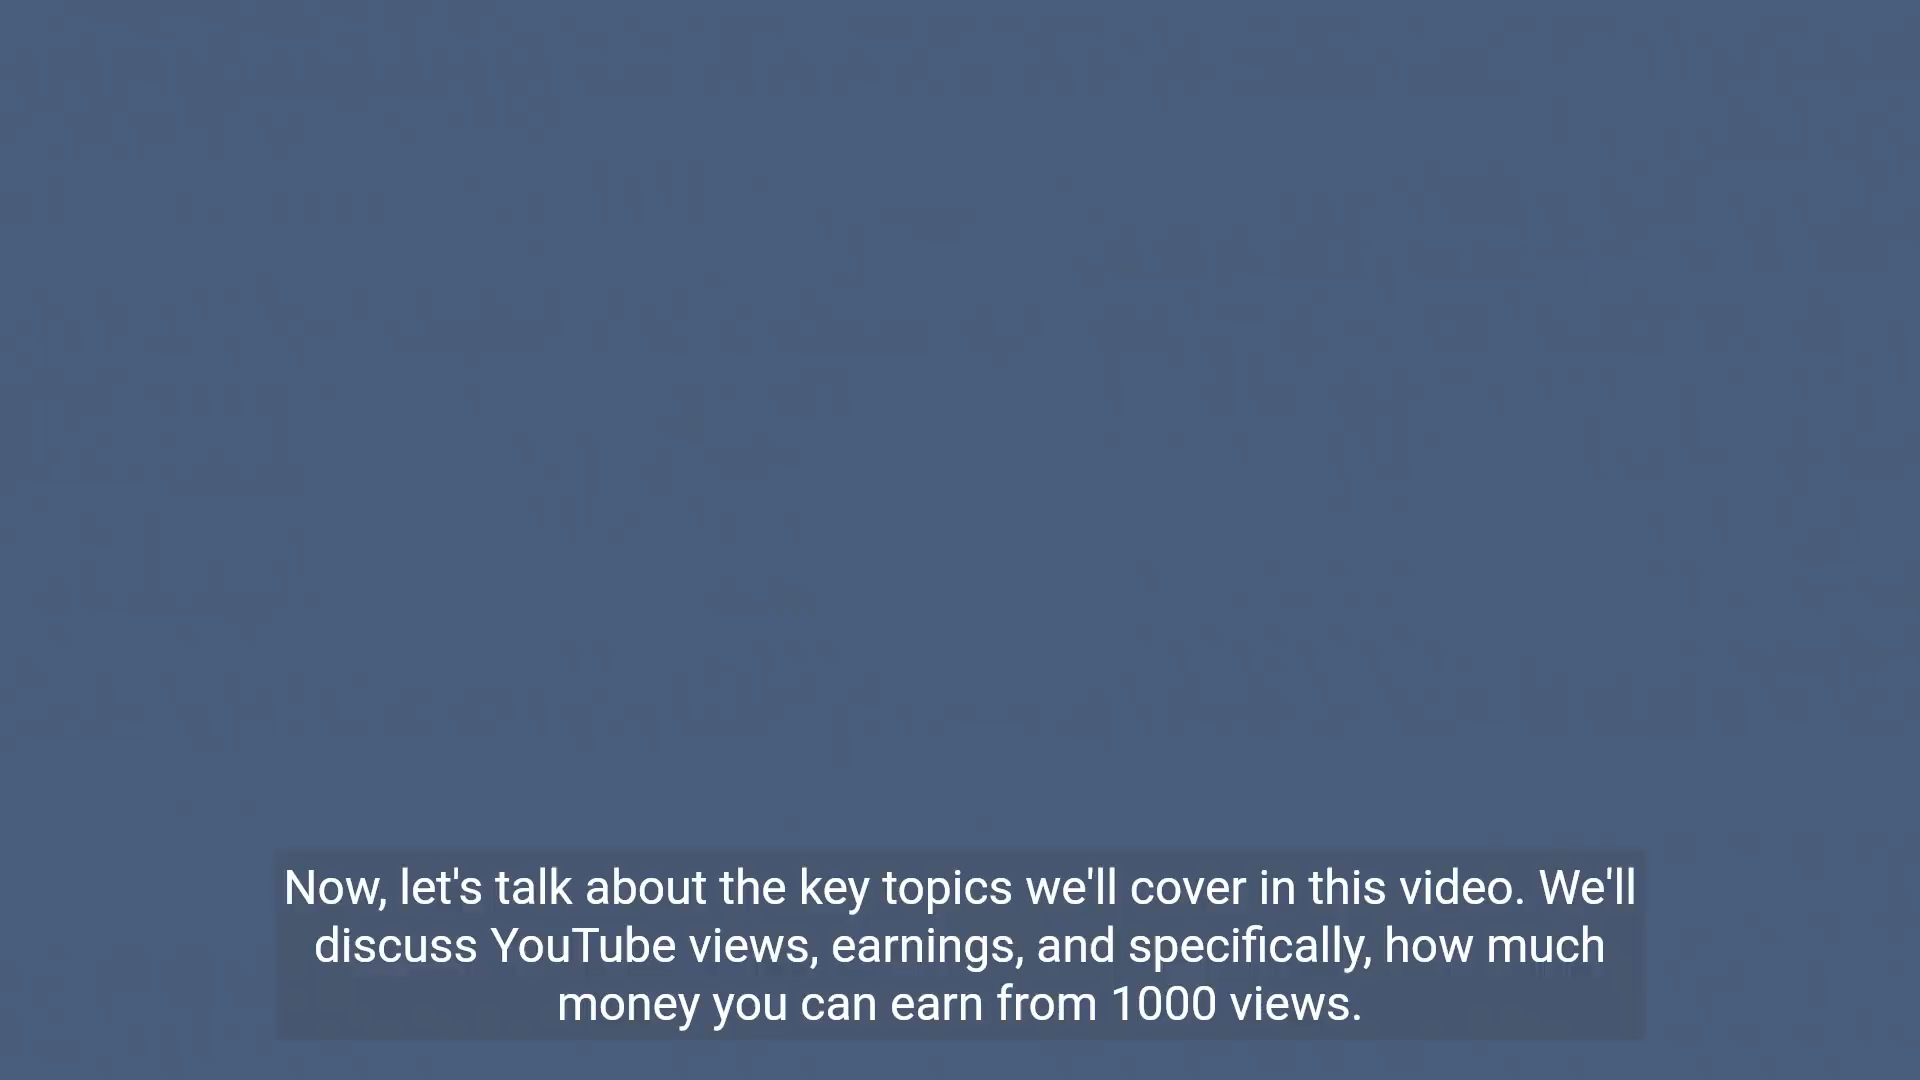 Now, let's talk about the key topics we'll cover in this video. We'll
discuss YouTube views, earnings, and specifically, how much
money you can earn from 1000 views.